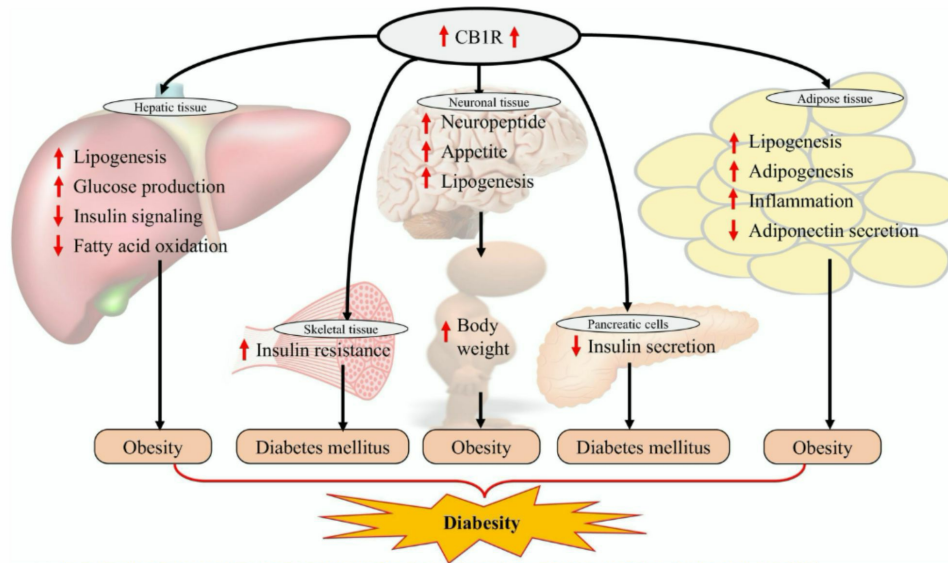 CB1R
Hepatic tissue
Lipogenesis
Glucose production
Insulin signaling
Fatty acid oxidation
Obesity
Skeletal tissue
Insulin resistance
Diabetes mellitus
Neuronal tissue
Neuropeptide
Appetite
Lipogenesis
Body
weight
Obesity
Pancreatic cells
Insulin secretion
Diabetes mellitus
Adipose tissue
Lipogenesis
Adipogenesis
Inflammation
Adiponectin secretion
Obesity
Diabesity